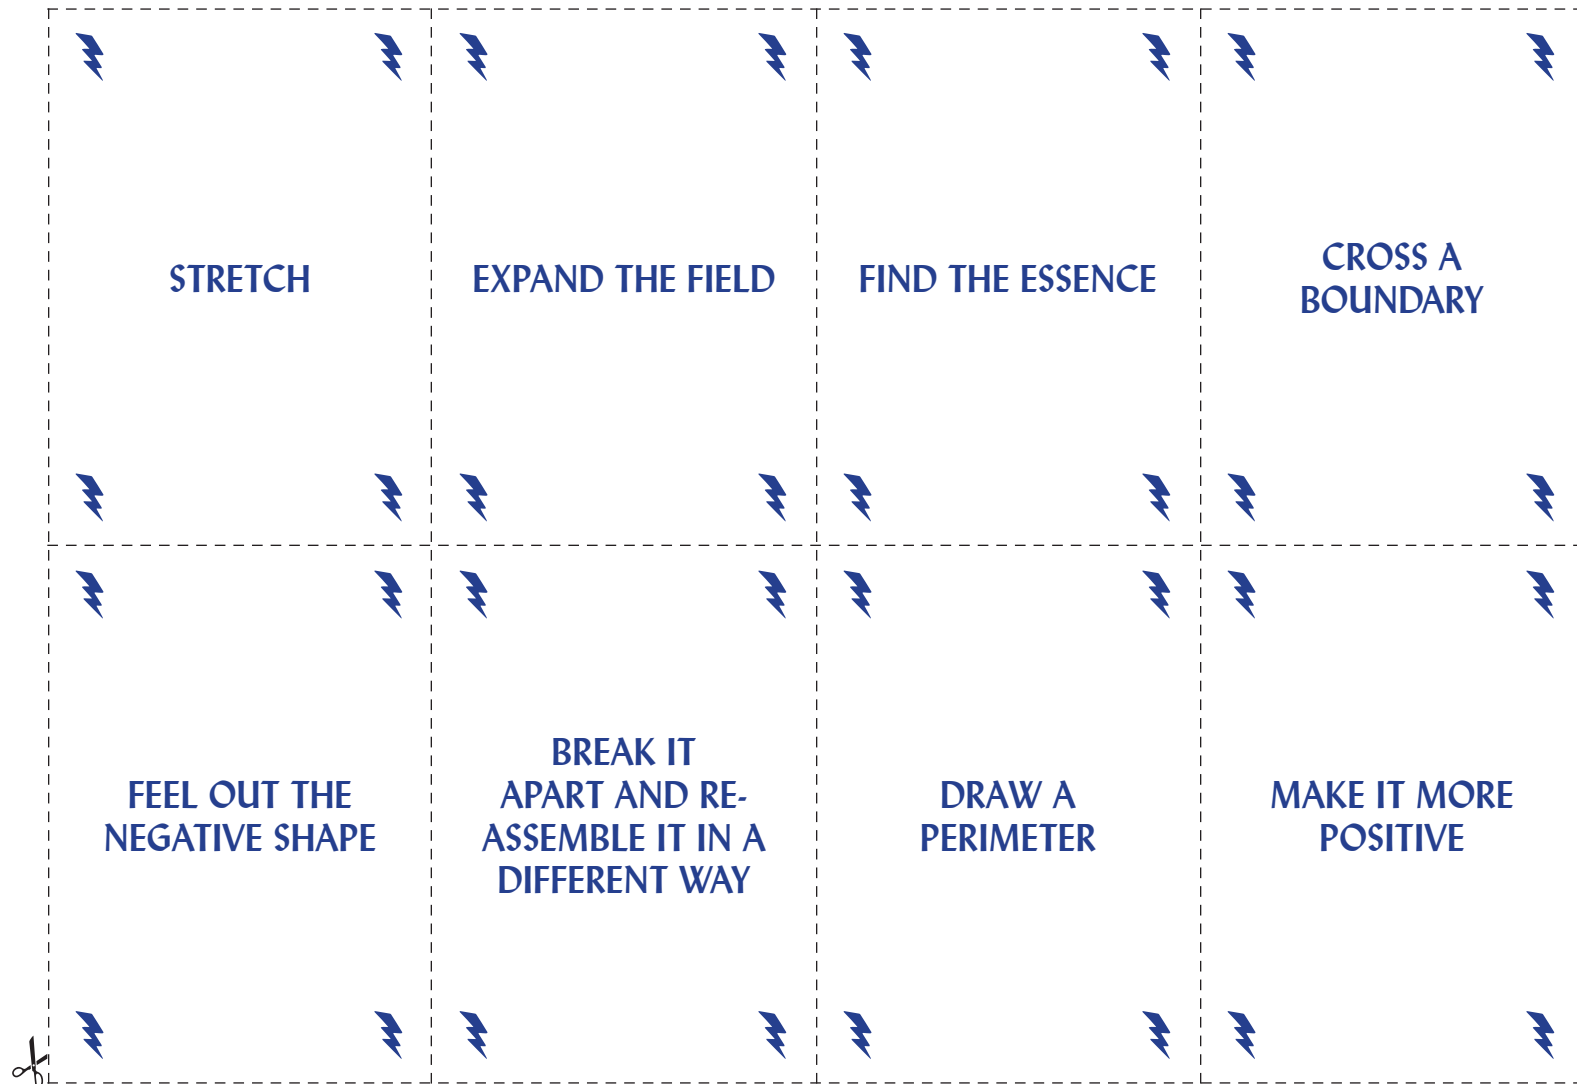 STRETCH
EXPAND THE FIELD
FIND THE ESSENCE
CROSS A
BOUNDARY
FEEL OUT THE
NEGATIVE SHAPE
BREAK IT
APART AND RE-
ASSEMBLE IT IN A
DIFFERENT WAY
DRAW A
PERIMETER
MAKE IT MORE
POSITIVE